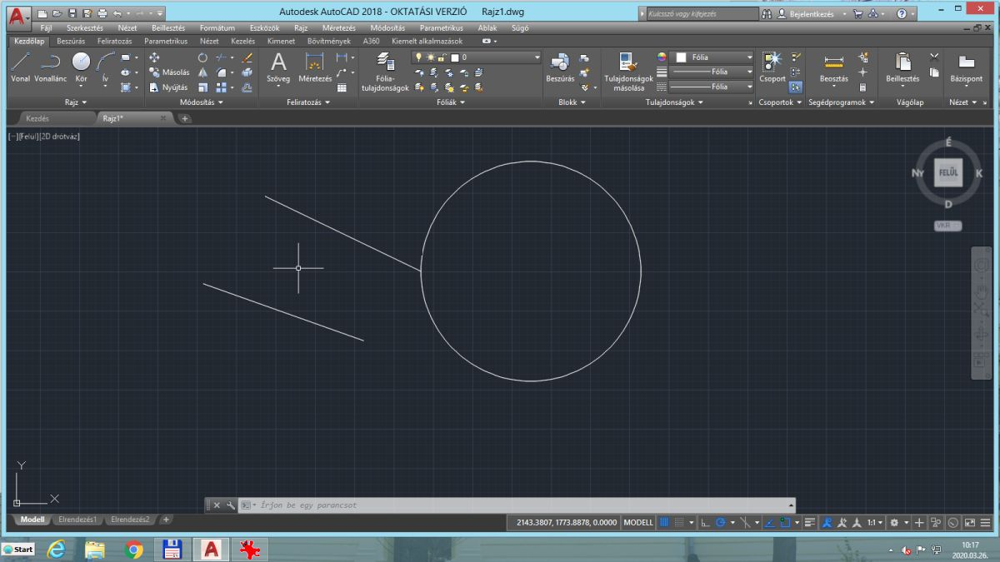 Autodesk AutoCAD 2018 - OKTATÁSI VERZIÓ Rajz1.dwg
Kulcsszó vagy kifejezés
Bejelentkezés
Fájl Szerkesztés Nézet Beillesztés Formátum Eszközök Rajz Méretezés Módosítás Parametrikus Ablak Súgó
Kezdőlap Beszúrás Feliratozás Parametrikus Nézet Kezelés Kimenet Bővítmények A360 Kiemelt alkalmazások
0
Fólia
Másolás
Fólia
Vonal Vonallánc Kör Ív
Szöveg Méretezés
Fólia-
tulajdonságok
Beszúrás
Tulajdonságok
másolása
Csoport
Beosztás
Beillesztés
Bázispont
Nyújtás
Fólia
Rajz Módosítás Feliratozás Fóliák Blokk Tulajdonságok Csoportok Segédprogramok Vágólap Nézet
Kezdés Rajz1*
[−][Felül][2D drótváz]
É
Ny FELÜL K
D
VKR
Y
X
Írjon be egy parancsot
Modell Elrendezés1 Elrendezés2
2143.3807, 1773.8878, 0.0000 MODELL
1:1
Start
10:17
2020.03.26.